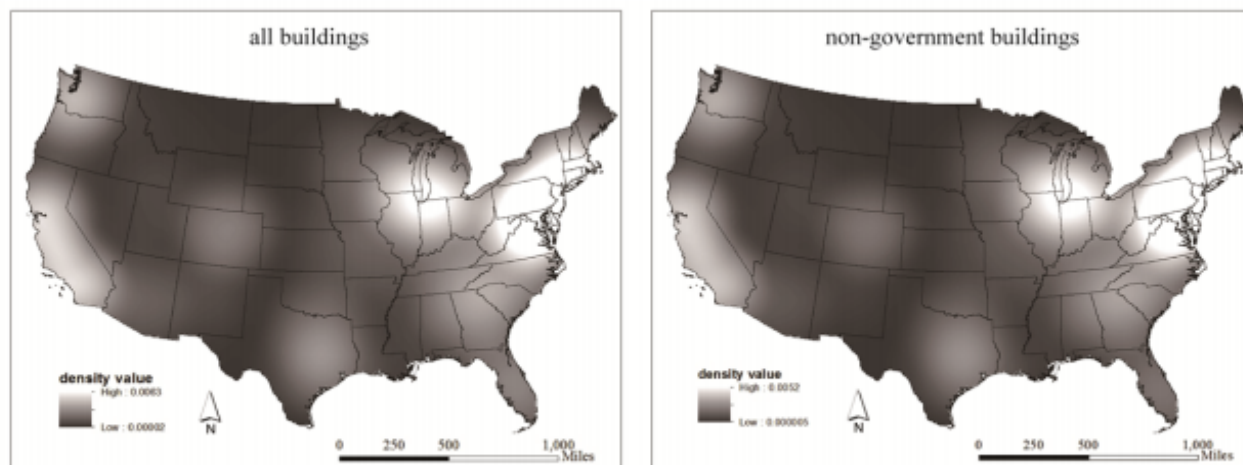 all buildings
density value
High : 0.0063
Low : 0.00002
N
0 250 500 1,000
Miles
non-government buildings
density value
High : 0.0052
Low : 0.000005
N
0 250 500 1,000
Miles